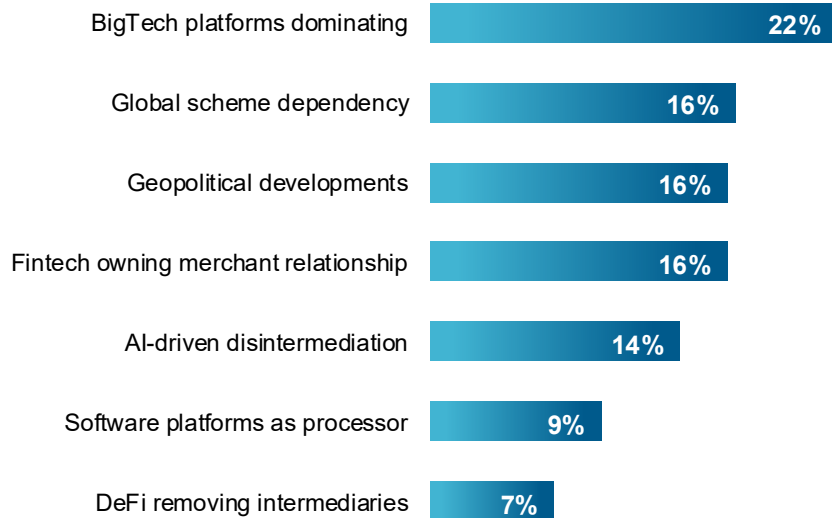 BigTech platforms dominating 22%
Global scheme dependency 16%
Geopolitical developments 16%
Fintech owning merchant relationship 16%
AI-driven disintermediation 14%
Software platforms as processor 9%
DeFi removing intermediaries 7%